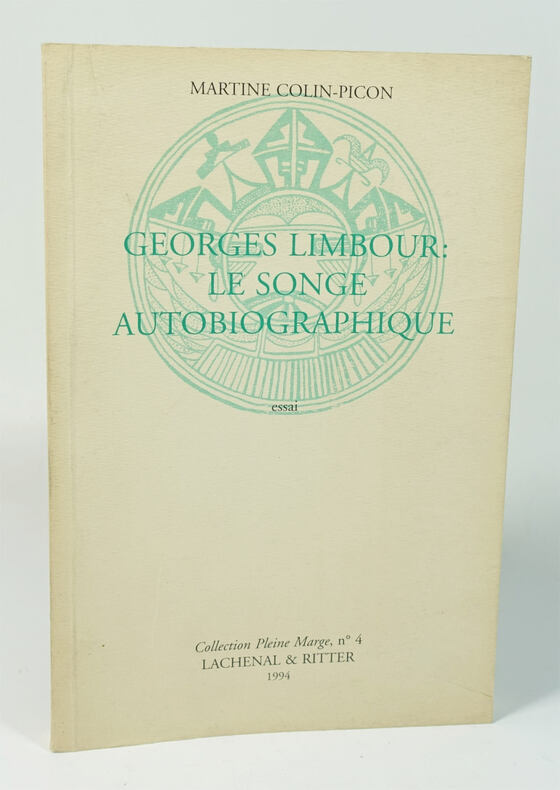 MARTINE COLIN-PICON
GEORGES LIMBOUR:
LE SONGE
AUTOBIOGRAPHIQUE
essai
Collection Pleine Marge, n° 4
LACHENAL & RITTER
1994